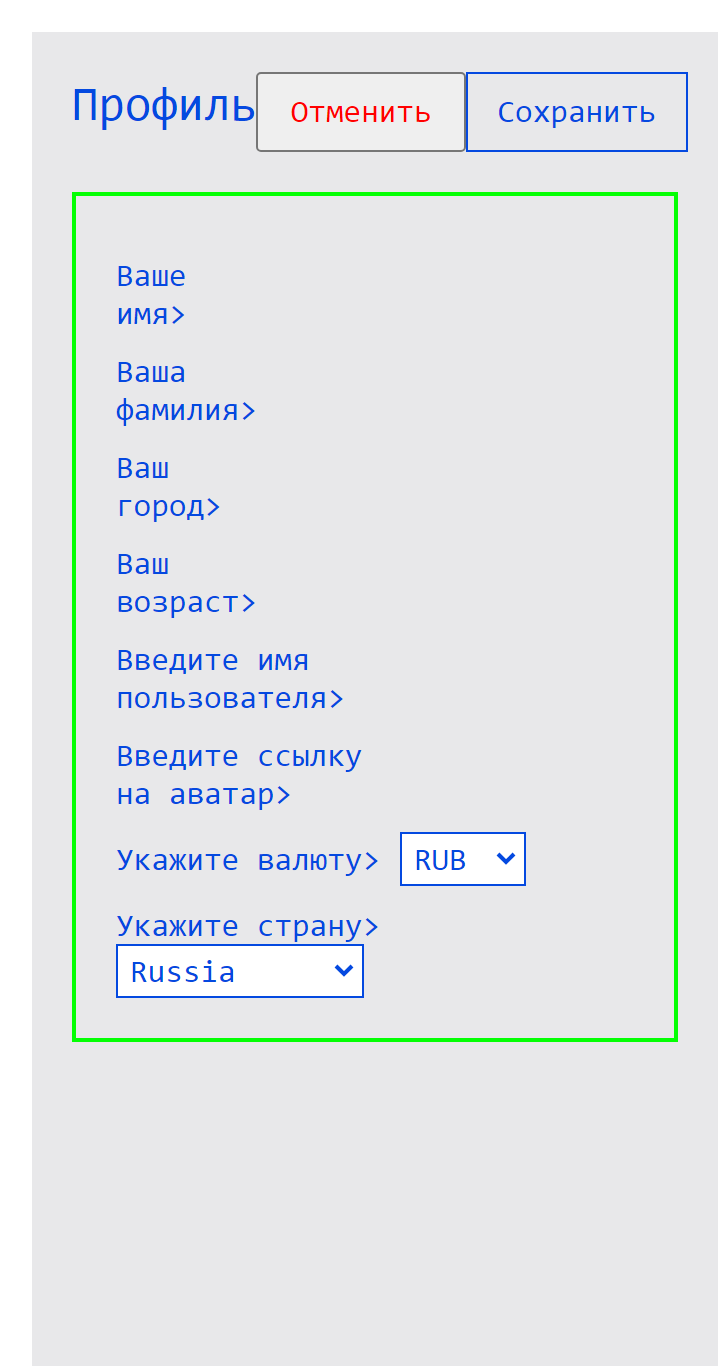 Профиль Отменить Сохранить
Ваше
имя>
Ваша
фамилия>
Ваш
город>
Ваш
возраст>
Введите имя
пользователя>
Введите ссылку
на аватар>
Укажите валюту> RUB
Укажите страну>
Russia